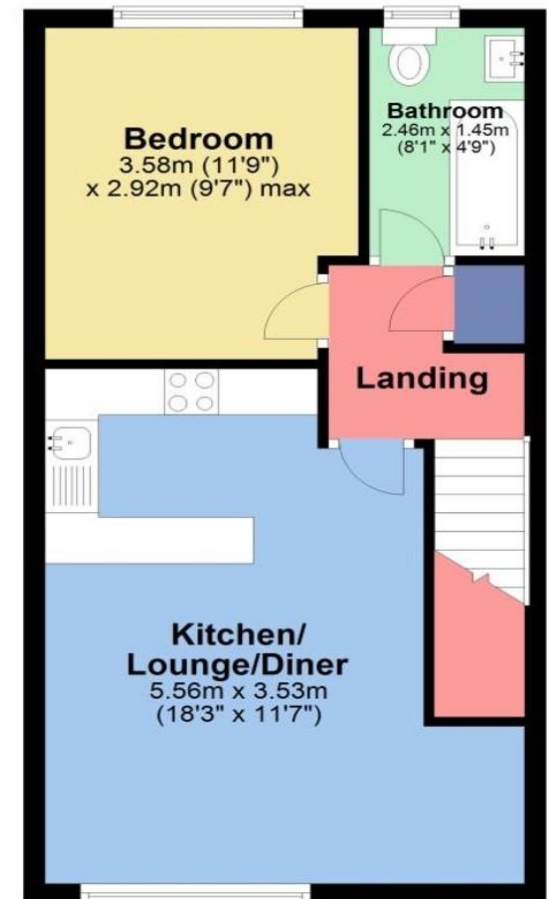 Bedroom
3.58m (11'9")
x 2.92m (9'7") max
Bathroom
2.46m x 1.45m
(8'1" x 4'9")
Landing
Kitchen/
Lounge/Diner
5.56m x 3.53m
(18'3" x 11'7")